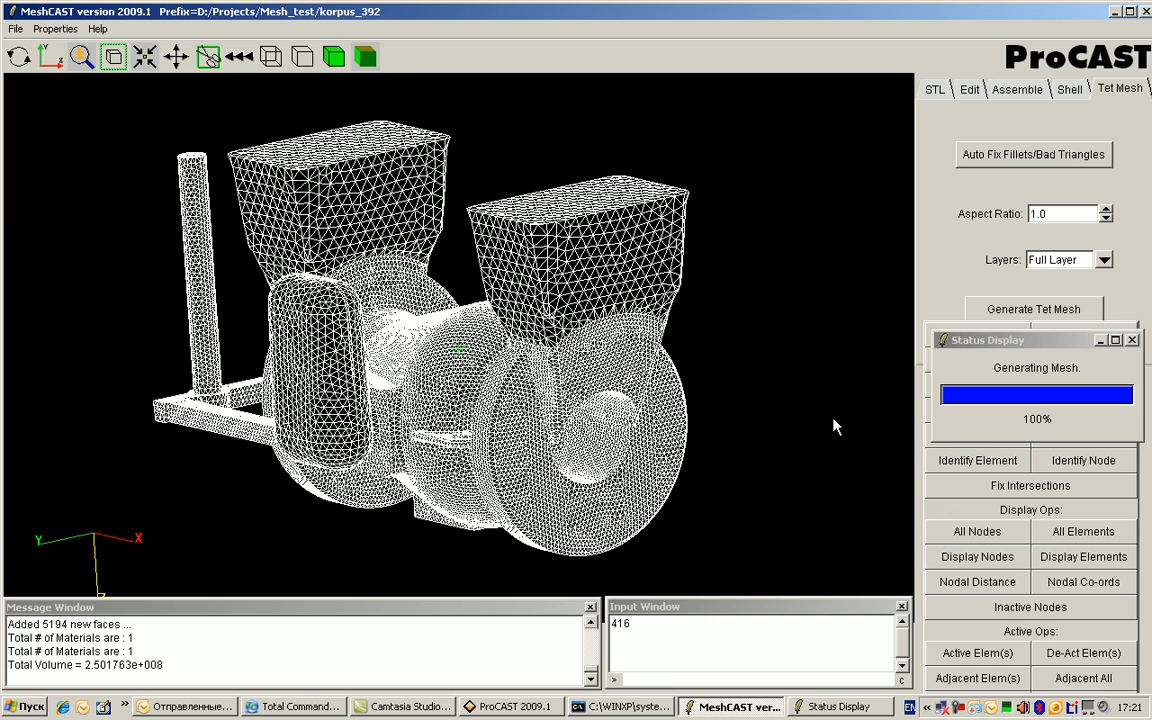 MeshCAST version 2009.1   Prefix=D:/Projects/Mesh_test/korpus_392
File Properties Help
ProCAST
STL Edit Assemble Shell Tet Mesh
Auto Fix Fillets/Bad Triangles
Aspect Ratio: 1.0
Layers: Full Layer
Generate Tet Mesh
Status Display
Generating Mesh.
100%
Identify Element Identify Node
Fix Intersections
Display Ops:
All Nodes All Elements
Display Nodes Display Elements
Nodal Distance Nodal Co-ords
Inactive Nodes
Active Ops:
Active Elem(s) De-Act Elem(s)
Adjacent Elem(s) Adjacent All
Y X
Message Window
Added 5194 new faces ...
Total # of Materials are : 1
Total # of Materials are : 1
Total Volume = 2.501763e+008
Input Window
416
> c
Пуск Отправленные... Total Command... Camtasia Studio... ProCAST 2009.1 C:\WINXP\syste... MeshCAST ver... Status Display EN 17:21